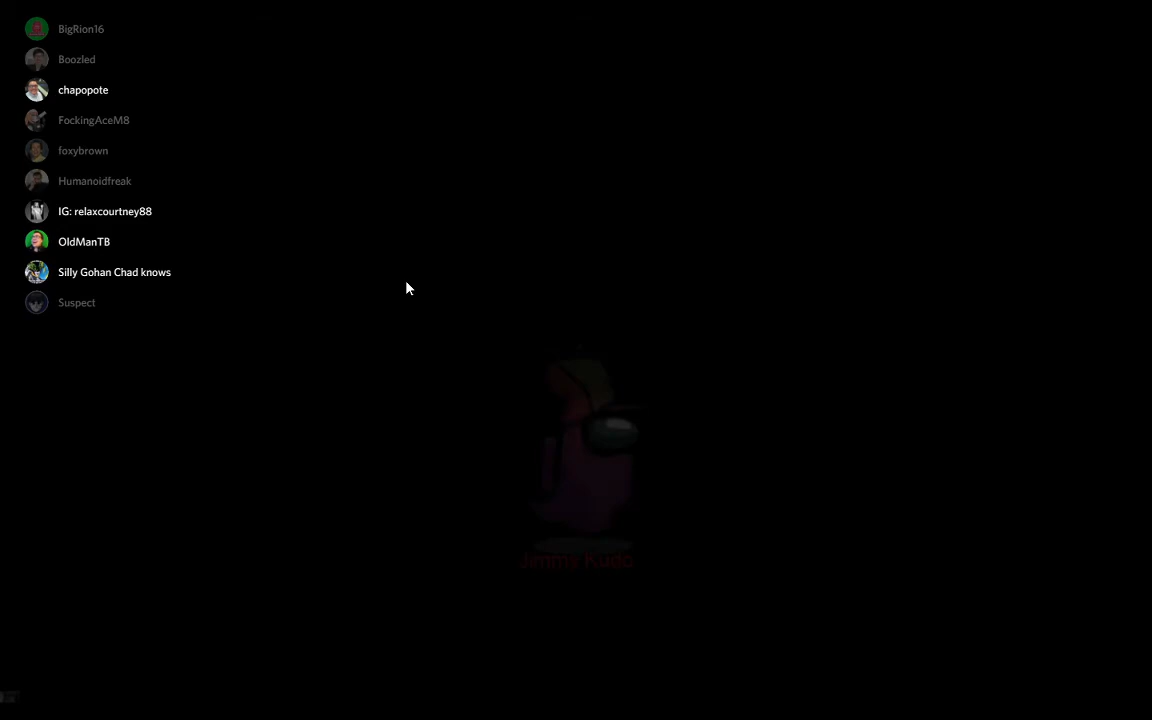 BigRion16
Boozled
chapopote
FockingAceM8
foxybrown
Humanoidfreak
IG: relaxcourtney88
OldManTB
Silly Gohan Chad knows
Suspect